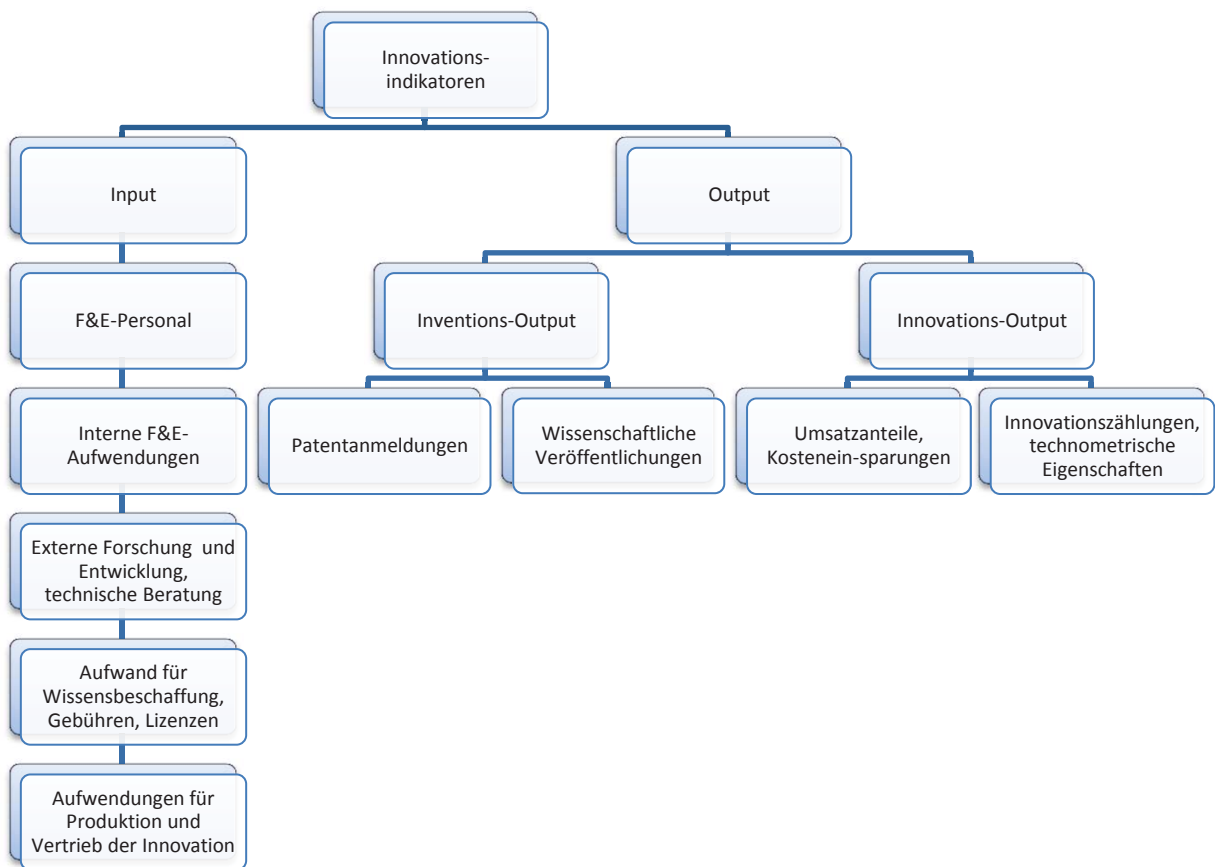 Innovations-
indikatoren
Input
Output
F&E-Personal
Inventions-Output
Innovations-Output
Interne F&E-
Aufwendungen
Patentanmeldungen
Wissenschaftliche
Veröffentlichungen
Umsatzanteile,
Kostenein-sparungen
Innovationszählungen,
technometrische
Eigenschaften
Externe Forschung und
Entwicklung,
technische Beratung
Aufwand für
Wissensbeschaffung,
Gebühren, Lizenzen
Aufwendungen für
Produktion und
Vertrieb der Innovation